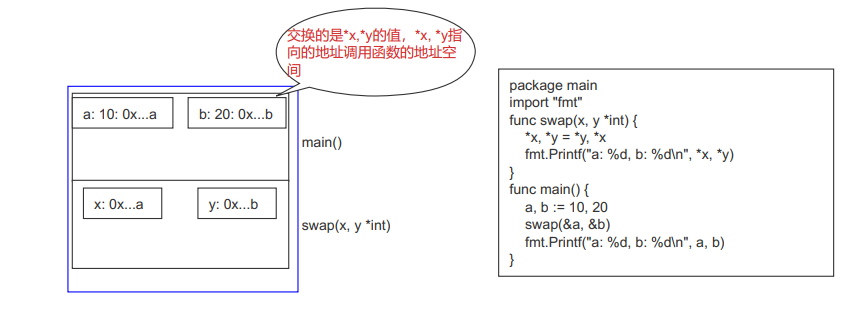 交换的是*x,*y的值，*x, *y指
向的地址调用函数的地址空
间
a: 10: 0x...a
b: 20: 0x...b
main()
x: 0x...a
y: 0x...b
swap(x, y *int)
package main
import "fmt"
func swap(x, y *int) {
    *x, *y = *y, *x
    fmt.Printf("a: %d, b: %d\n", *x, *y)
}
func main() {
    a, b := 10, 20
    swap(&a, &b)
    fmt.Printf("a: %d, b: %d\n", a, b)
}